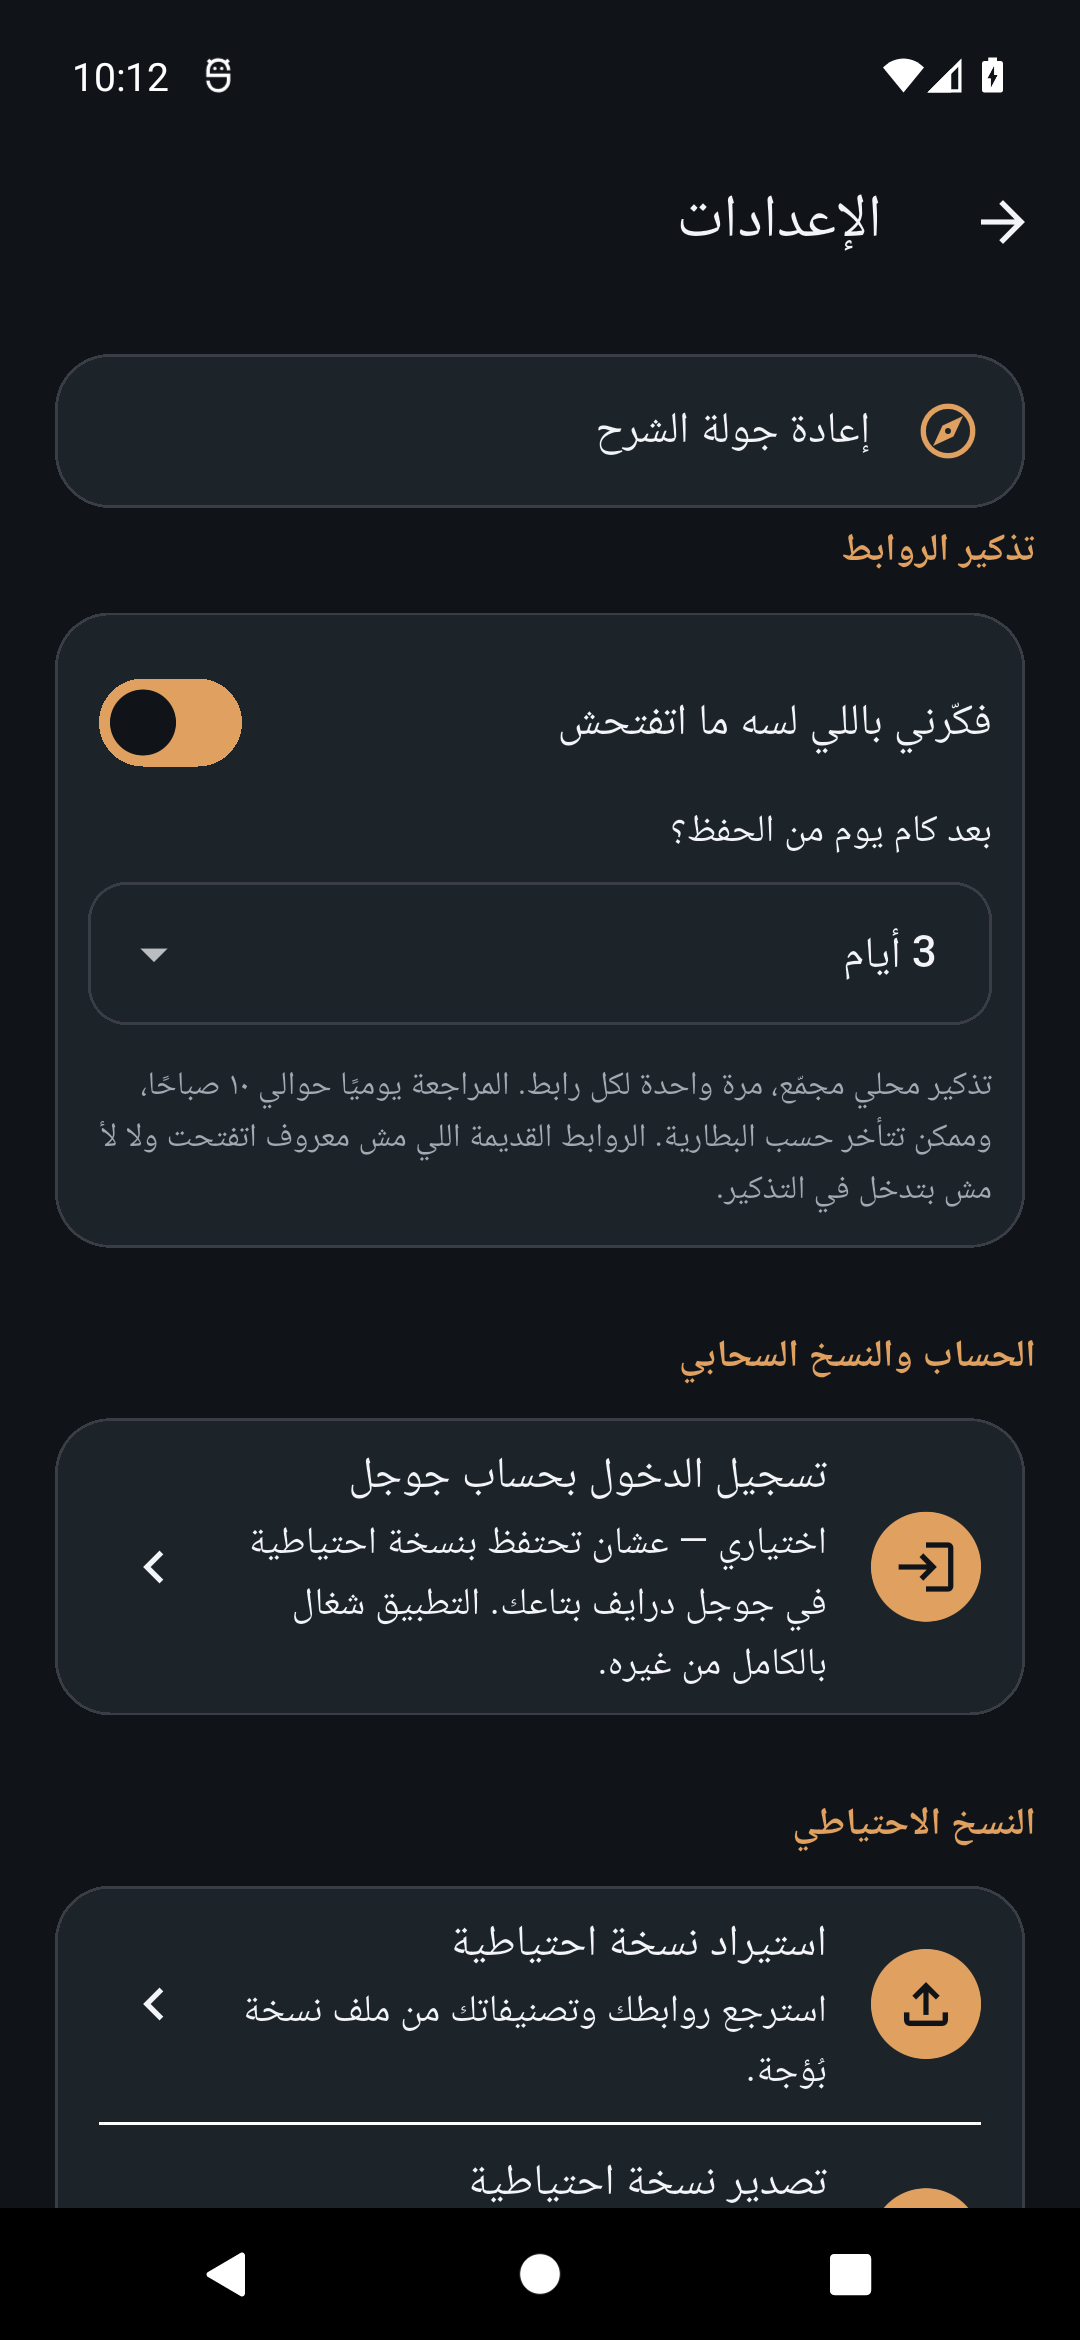 10:12
الإعدادات
إعادة جولة الشرح
تذكير الروابط
فكّرني باللي لسه ما اتفتحش
بعد كام يوم من الحفظ؟
3 أيام
تذكير محلي مجمّع، مرة واحدة لكل رابط. المراجعة يوميًا حوالي ١٠ صباحًا،
وممكن تتأخر حسب البطارية. الروابط القديمة اللي مش معروف اتفتحت ولا لأ
مش بتدخل في التذكير.
الحساب والنسخ السحابي
تسجيل الدخول بحساب جوجل
اختياري — عشان تحتفظ بنسخة احتياطية
في جوجل درايف بتاعك. التطبيق شغال
بالكامل من غيره.
النسخ الاحتياطي
استيراد نسخة احتياطية
استرجع روابطك وتصنيفاتك من ملف نسخة
بُؤجة.
تصدير نسخة احتياطية